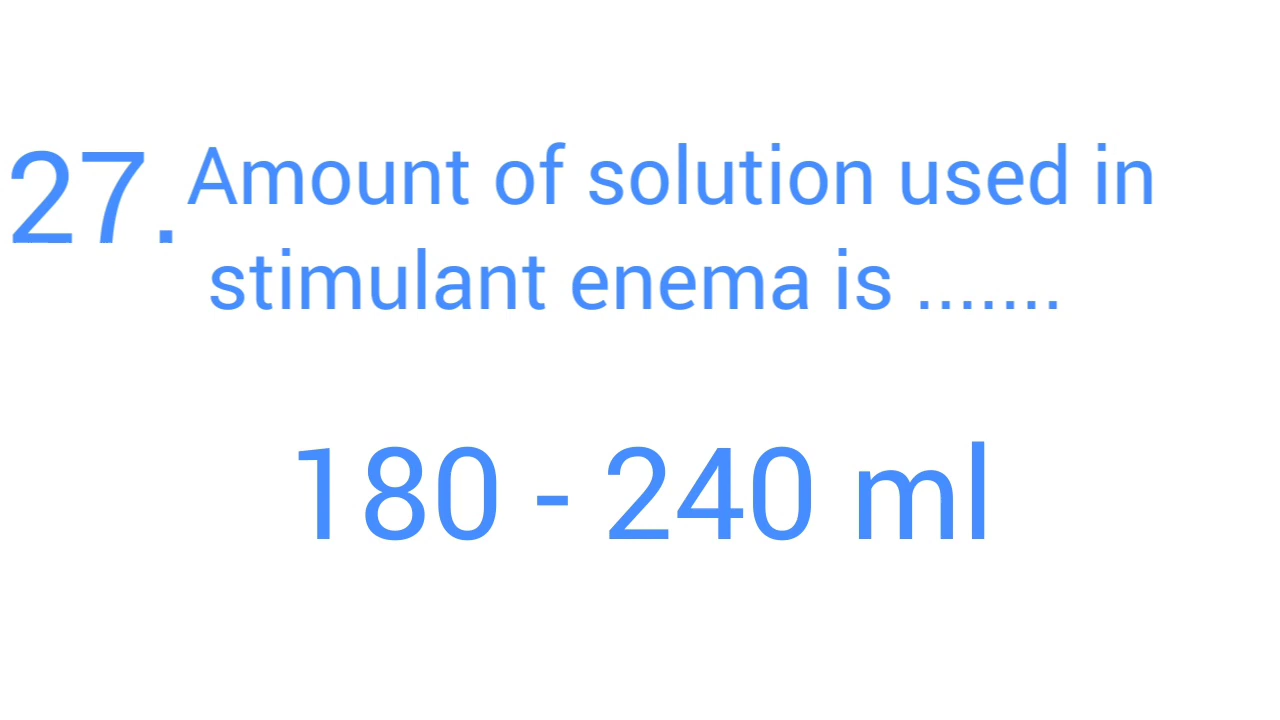 27. Amount of solution used in
stimulant enema is .......
180 - 240 ml